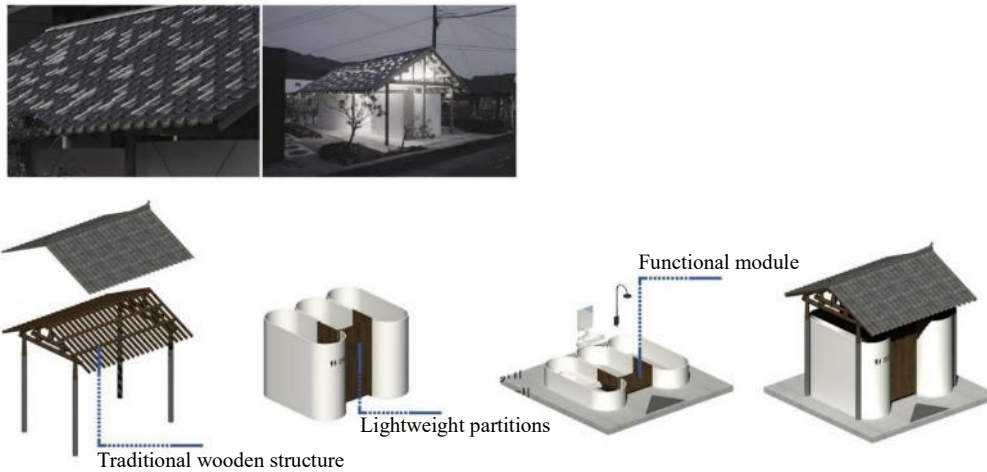 Functional module
Lightweight partitions
Traditional wooden structure